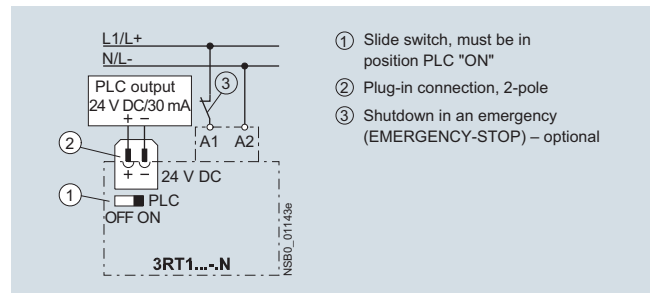 L1/L+
N/L-
PLC output
24 V DC/30 mA
+ −
3
A1 A2
2
+ − 24 V DC
1
PLC
OFF ON
3RT1...-.N
NSB0_01143e
1 Slide switch, must be in
position PLC "ON"
2 Plug-in connection, 2-pole
3 Shutdown in an emergency
(EMERGENCY-STOP) – optional